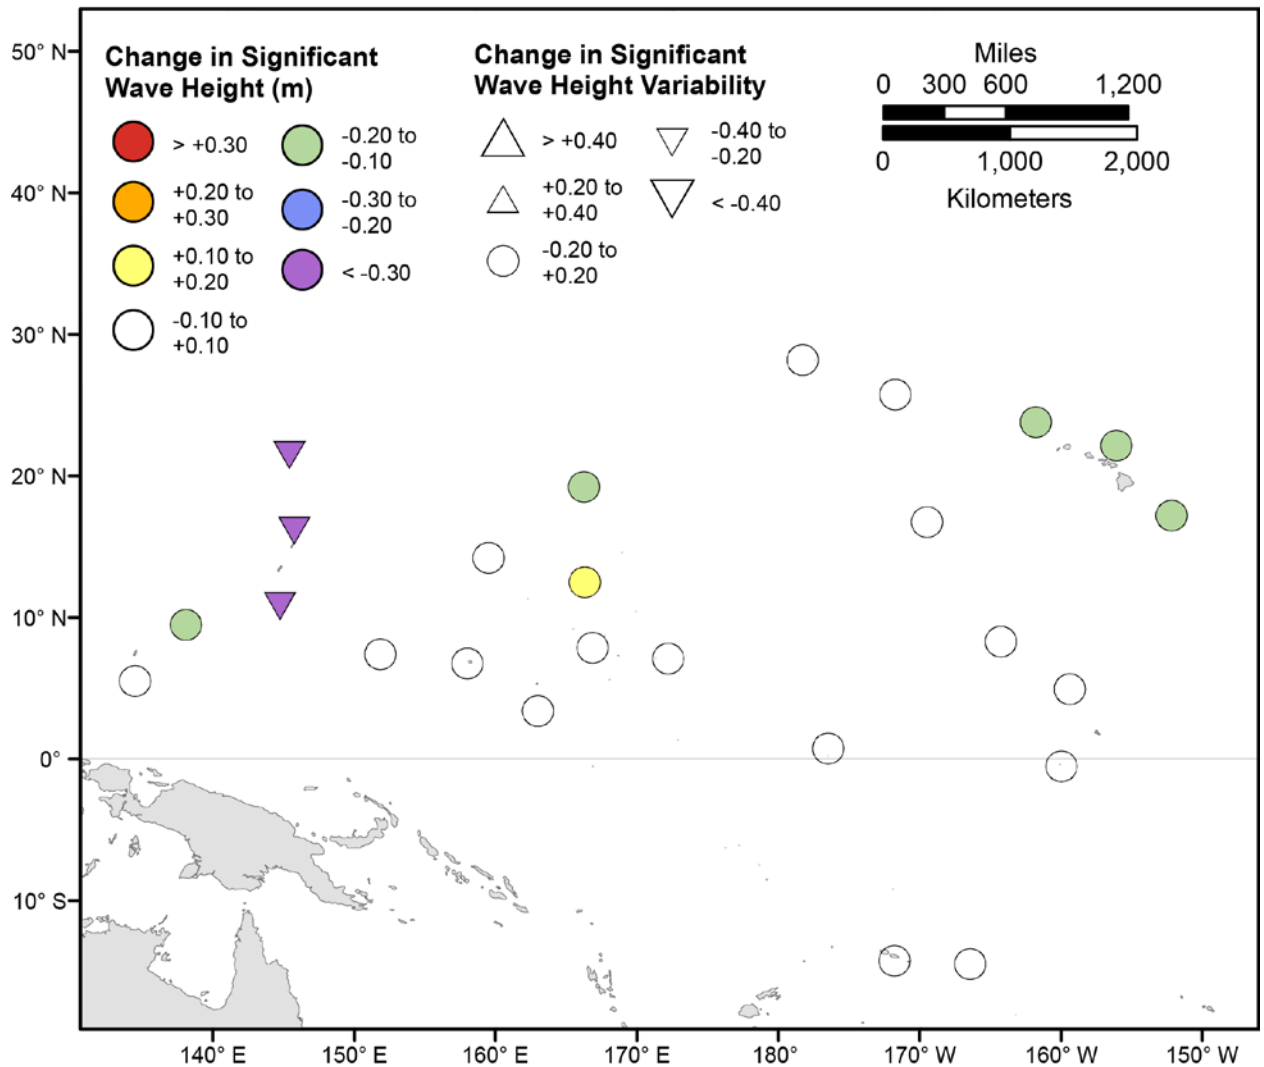 50° N
40° N
30° N
20° N
10° N
0°
10° S
Change in Significant
Wave Height (m)
> +0.30
+0.20 to
+0.30
+0.10 to
+0.20
-0.10 to
+0.10
-0.20 to
-0.10
-0.30 to
-0.20
< -0.30
Change in Significant
Wave Height Variability
> +0.40
+0.20 to
+0.40
-0.20 to
+0.20
-0.40 to
-0.20
< -0.40
Miles
0 300 600 1,200
0 1,000 2,000
Kilometers
140° E 150° E 160° E 170° E 180° 170° W 160° W 150° W